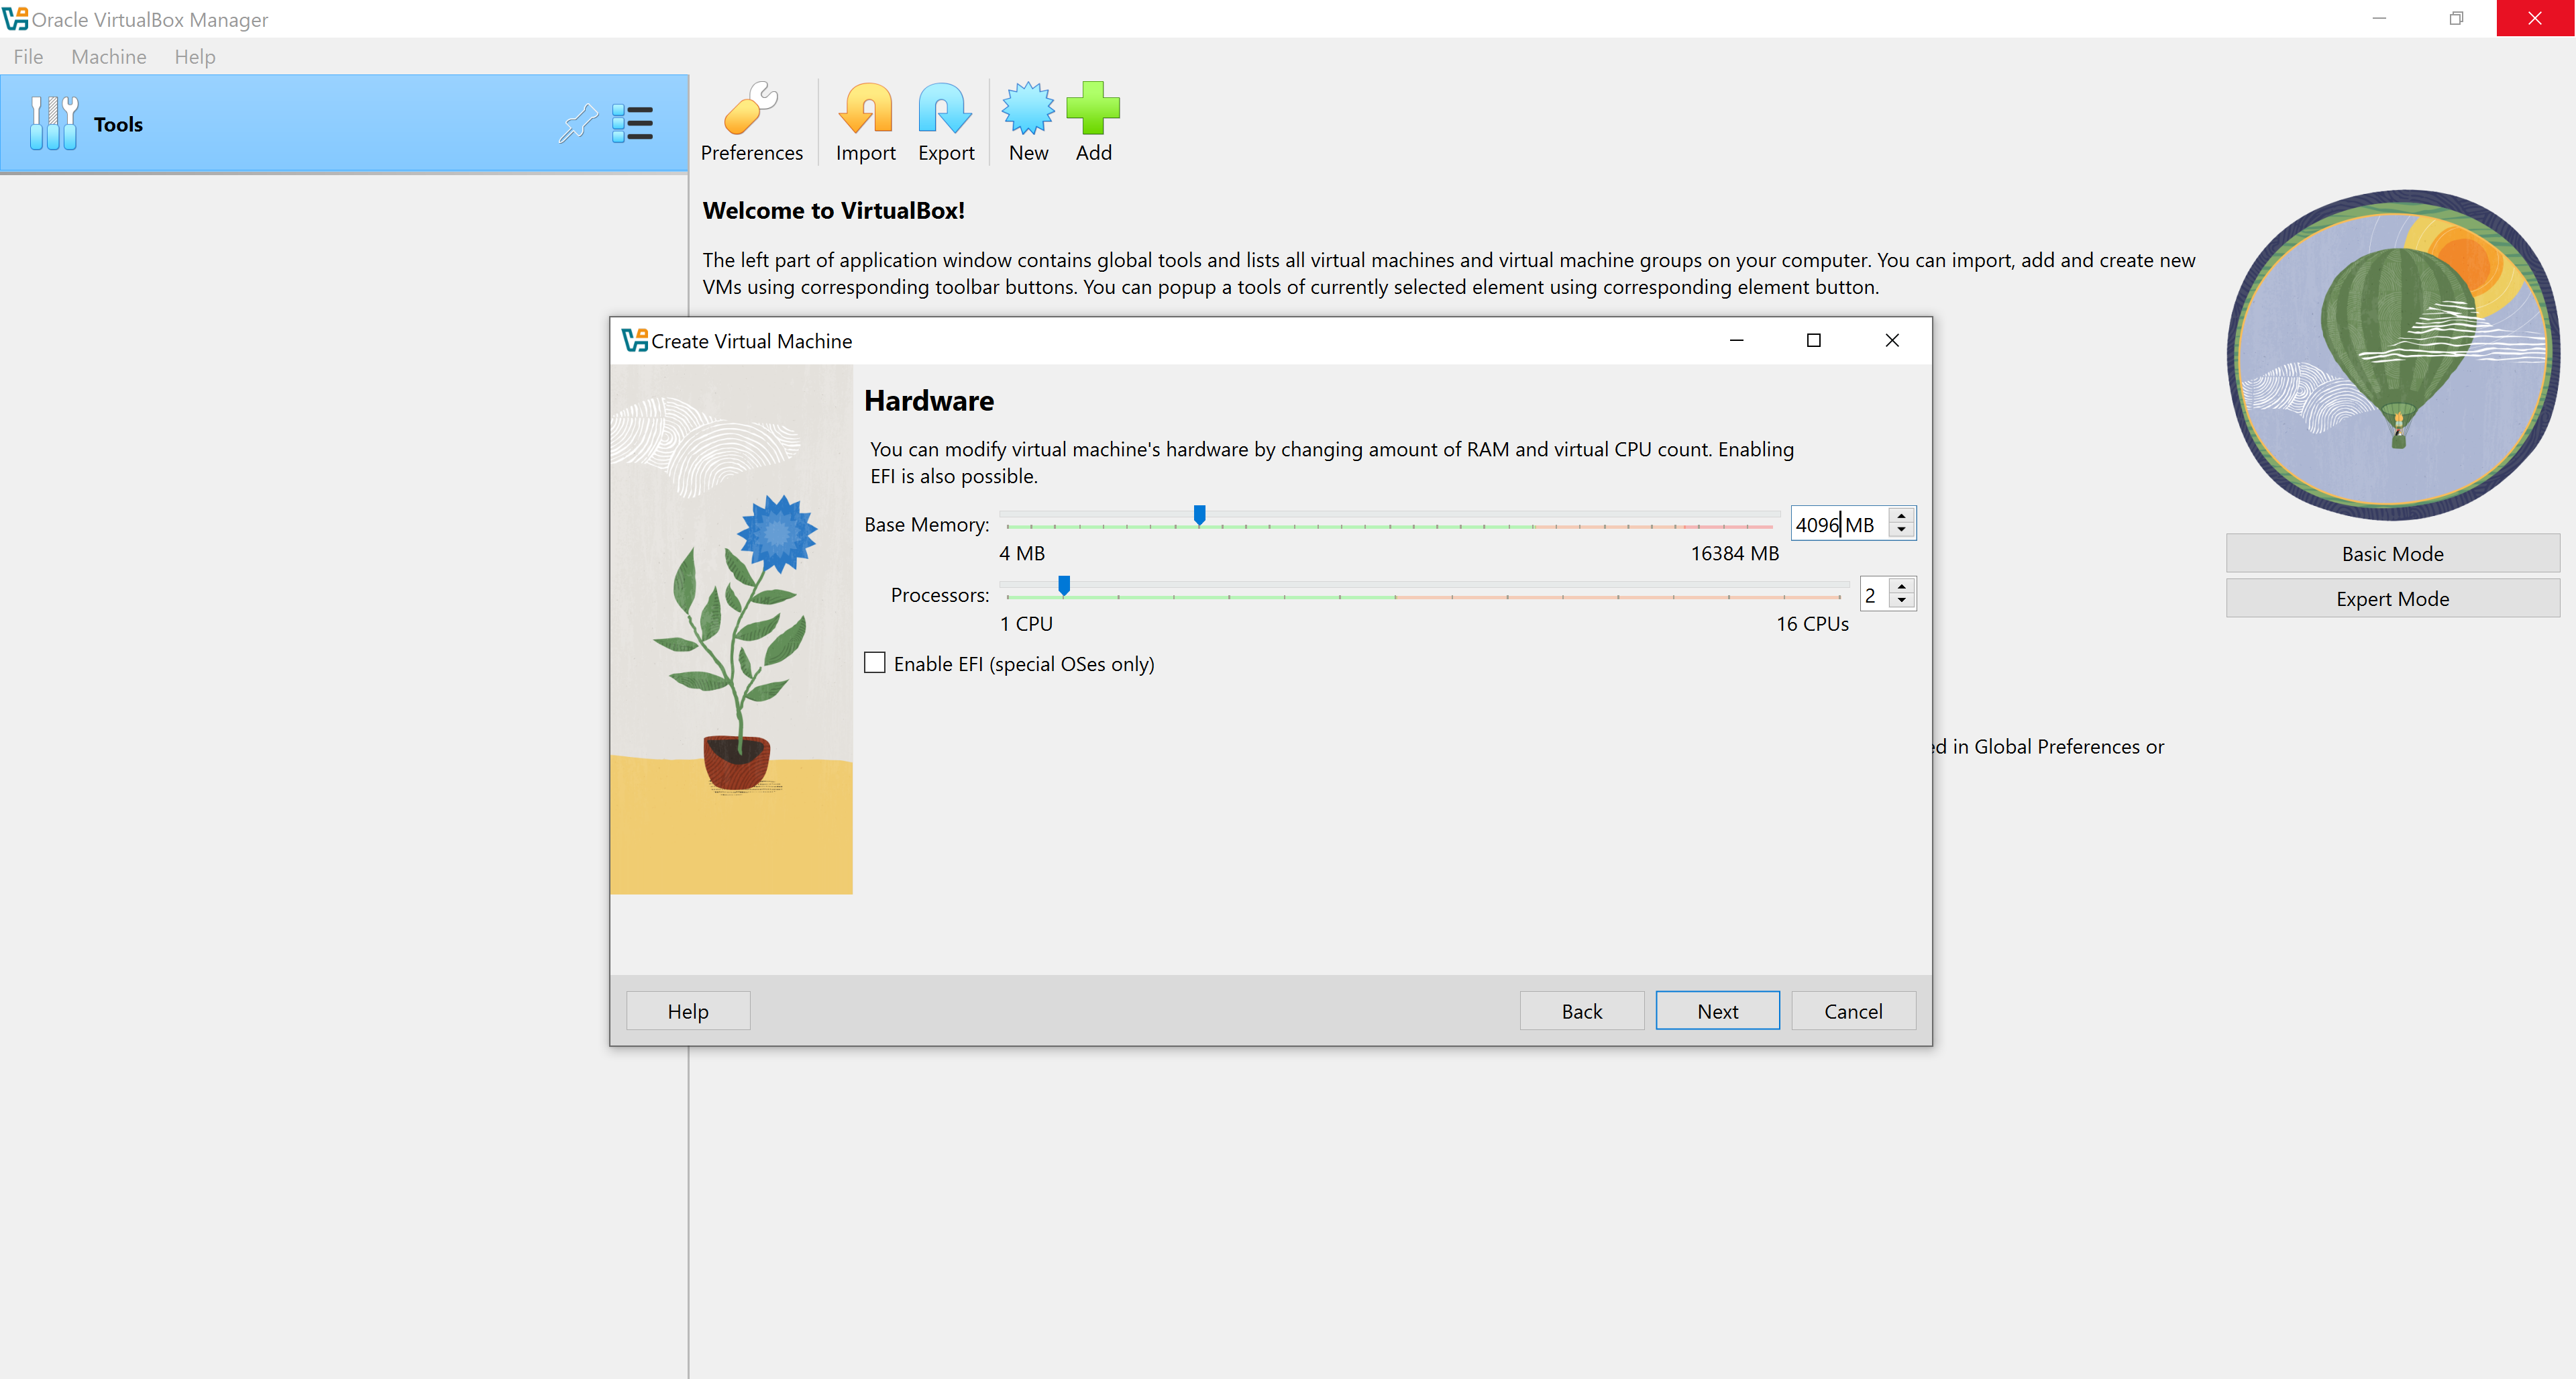 Oracle VirtualBox Manager
File Machine Help
Tools
Preferences Import Export New Add
Welcome to VirtualBox!
The left part of application window contains global tools and lists all virtual machines and virtual machine groups on your computer. You can import, add and create new
VMs using corresponding toolbar buttons. You can popup a tools of currently selected element using corresponding element button.
Create Virtual Machine
Hardware
You can modify virtual machine's hardware by changing amount of RAM and virtual CPU count. Enabling
EFI is also possible.
Base Memory: 4096 MB
4 MB 16384 MB
Processors: 2
1 CPU 16 CPUs
Enable EFI (special OSes only)
Help Back Next Cancel
Basic Mode
Expert Mode
in Global Preferences or